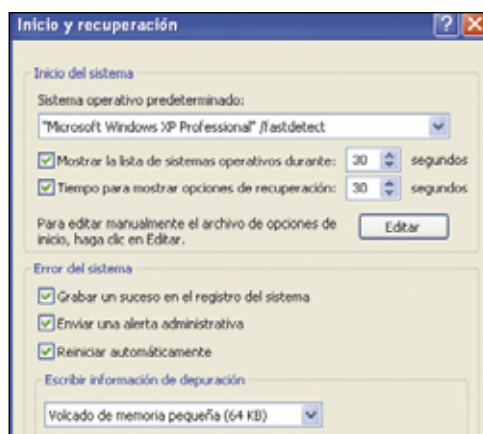 Inicio y recuperación
Inicio del sistema
Sistema operativo predeterminado:
"Microsoft Windows XP Professional" /fastdetect
Mostrar la lista de sistemas operativos durante: 30 segundos
Tiempo para mostrar opciones de recuperación: 30 segundos
Para editar manualmente el archivo de opciones de
inicio, haga clic en Editar.
Editar
Error del sistema
Grabar un suceso en el registro del sistema
Enviar una alerta administrativa
Reiniciar automáticamente
Escribir información de depuración
Volcado de memoria pequeña (64 KB)